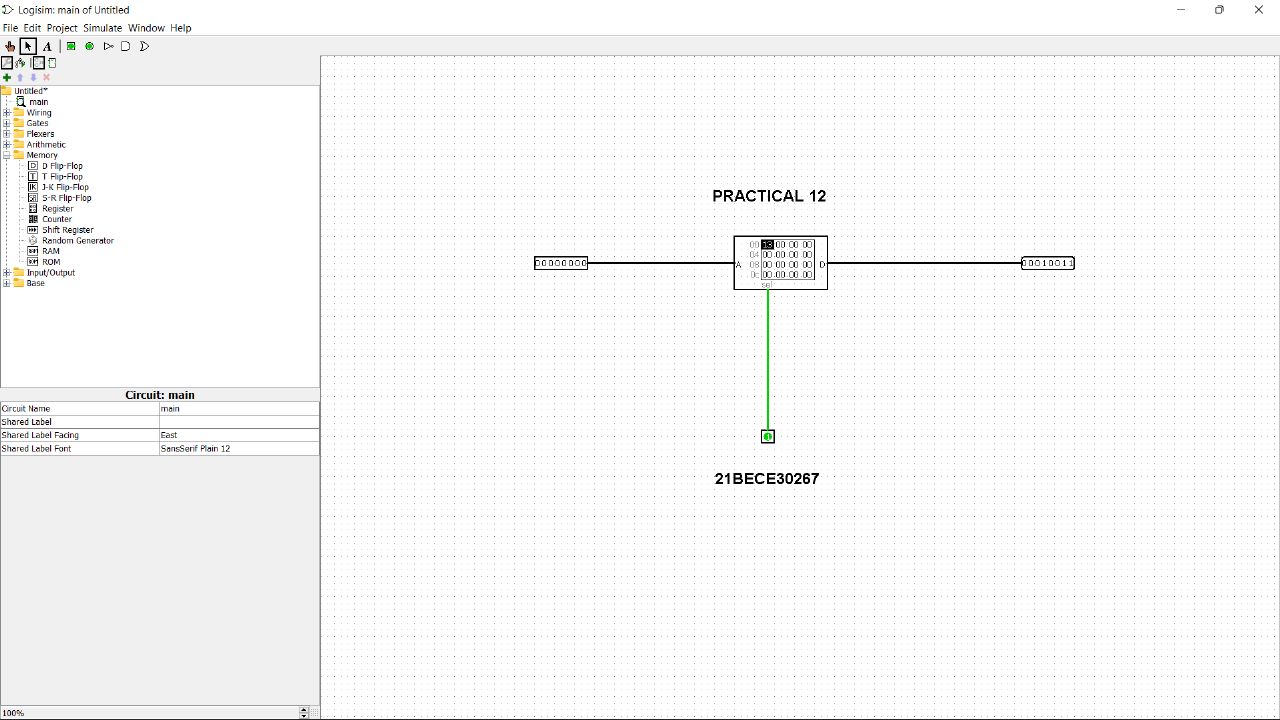 Logisim: main of Untitled
File Edit Project Simulate Window Help
A
Untitled*
main
Wiring
Gates
Plexers
Arithmetic
Memory
D Flip-Flop
T Flip-Flop
J-K Flip-Flop
S-R Flip-Flop
Register
Counter
Shift Register
Random Generator
RAM
ROM
Input/Output
Base
Circuit: main
Circuit Name main
Shared Label
Shared Label Facing East
Shared Label Font SansSerif Plain 12
100%
PRACTICAL 12
00 13 00 00 00
04 00 00 00 00
00000000 A 08 00 00 00 00 D 00010011
0c 00 00 00 00
sel
1
21BECE30267